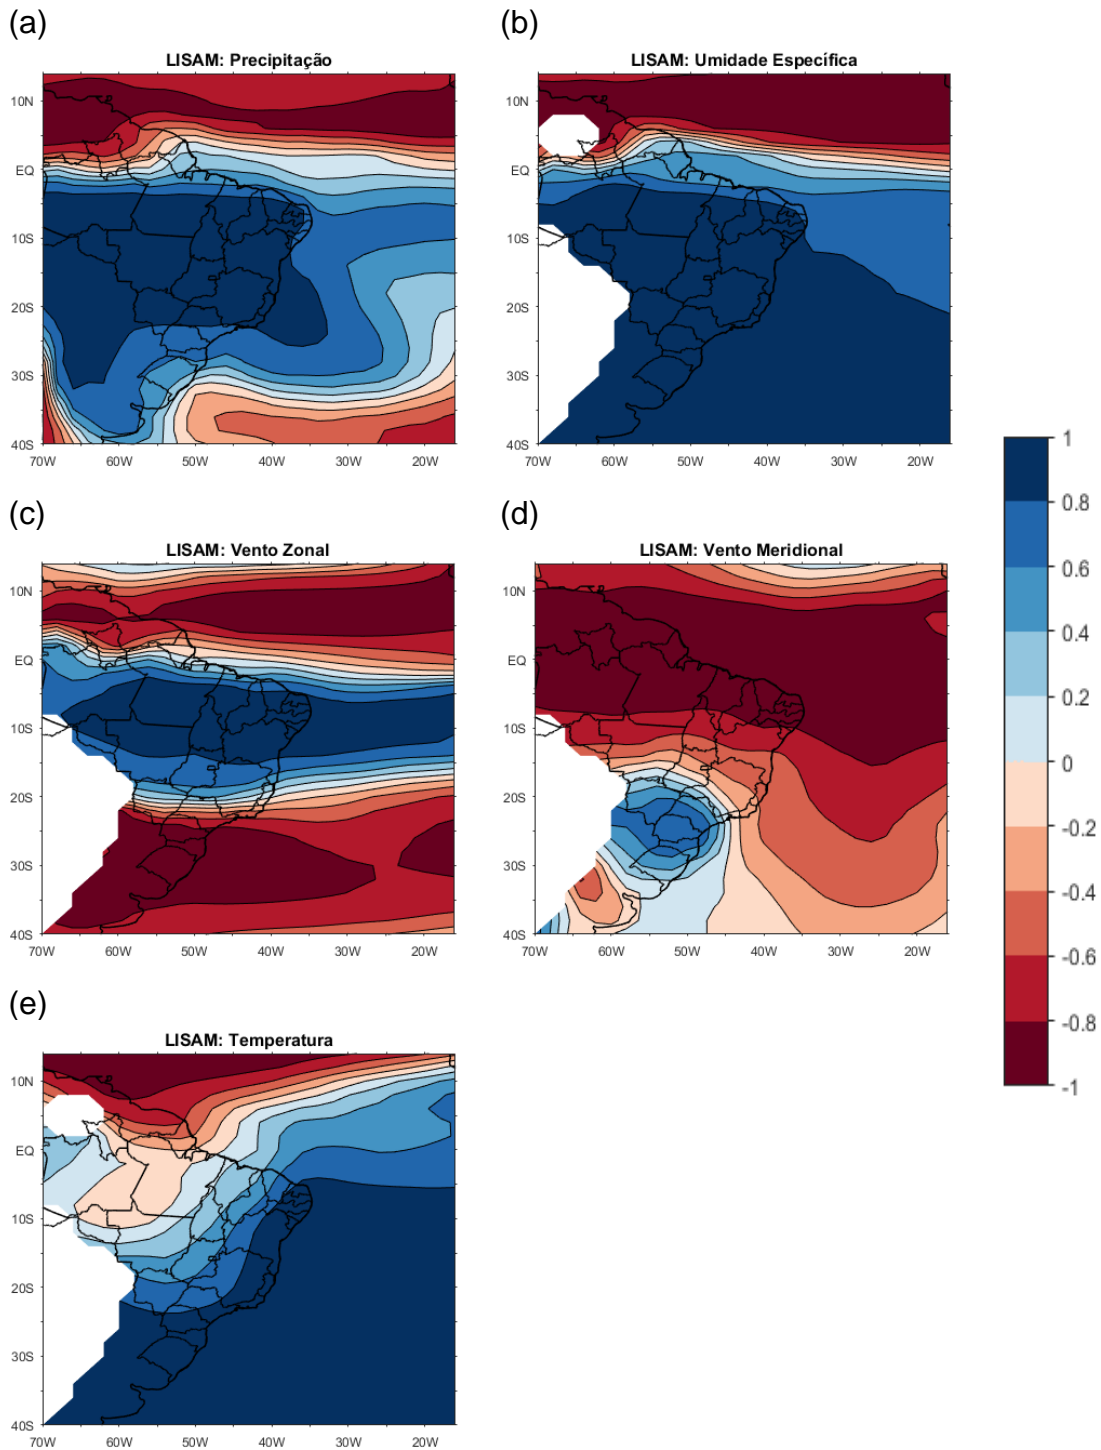 (a)
LISAM: Precipitação
10N
EQ
10S
20S
30S
40S
70W 60W 50W 40W 30W 20W
(b)
LISAM: Umidade Específica
10N
EQ
10S
20S
30S
40S
70W 60W 50W 40W 30W 20W
(c)
LISAM: Vento Zonal
10N
EQ
10S
20S
30S
40S
70W 60W 50W 40W 30W 20W
(d)
LISAM: Vento Meridional
10N
EQ
10S
20S
30S
40S
70W 60W 50W 40W 30W 20W
(e)
LISAM: Temperatura
10N
EQ
10S
20S
30S
40S
70W 60W 50W 40W 30W 20W
1
0.8
0.6
0.4
0.2
0
-0.2
-0.4
-0.6
-0.8
-1